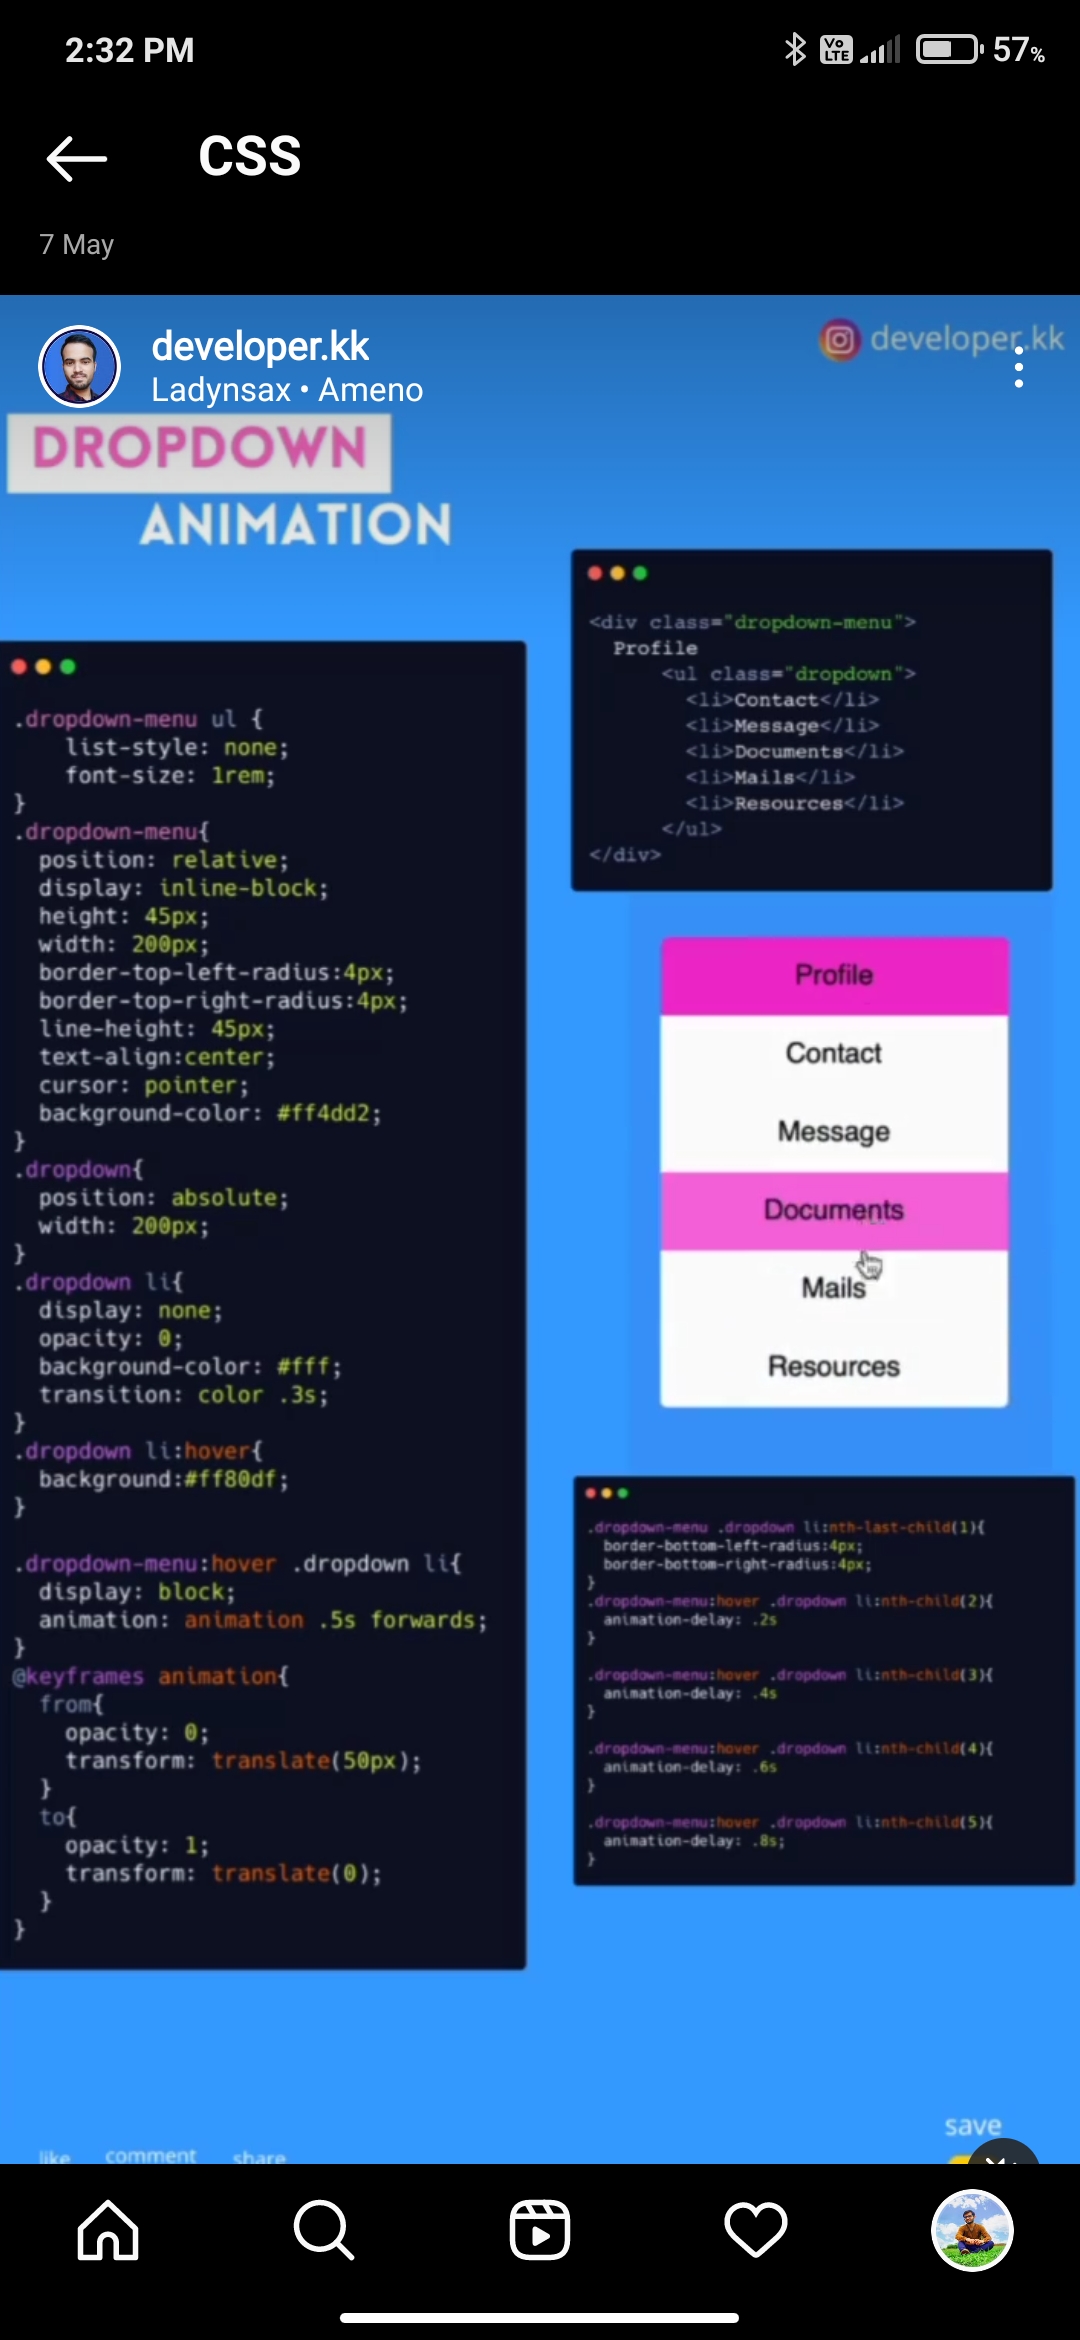 2:32 PM
Vo LTE
57%
CSS
7 May
developer.kk
Ladynsax • Ameno
developer.kk
DROPDOWN
ANIMATION
<div class="dropdown-menu">
Profile
<ul class="dropdown">
<li>Contact</li>
<li>Message</li>
<li>Documents</li>
<li>Mails</li>
<li>Resources</li>
</ul>
</div>
.dropdown-menu ul {
list-style: none;
font-size: 1rem;
}
.dropdown-menu{
position: relative;
display: inline-block;
height: 45px;
width: 200px;
border-top-left-radius:4px;
border-top-right-radius:4px;
line-height: 45px;
text-align:center;
cursor: pointer;
background-color: #ff4dd2;
}
.dropdown{
position: absolute;
width: 200px;
}
.dropdown li{
display: none;
opacity: 0;
background-color: #fff;
transition: color .3s;
}
.dropdown li:hover{
background:#ff80df;
}
.dropdown-menu:hover .dropdown li{
display: block;
animation: animation .5s forwards;
}
@keyframes animation{
from{
opacity: 0;
transform: translate(50px);
}
to{
opacity: 1;
transform: translate(0);
}
}
Profile
Contact
Message
Documents
Mails
Resources
.dropdown-menu .dropdown li:nth-last-child(1){
border-bottom-left-radius:4px;
border-bottom-right-radius:4px;
}
.dropdown-menu:hover .dropdown li:nth-child(2){
animation-delay: .2s
}
.dropdown-menu:hover .dropdown li:nth-child(3){
animation-delay: .4s
}
.dropdown-menu:hover .dropdown li:nth-child(4){
animation-delay: .6s
}
.dropdown-menu:hover .dropdown li:nth-child(5){
animation-delay: .8s;
}
save
like comment share